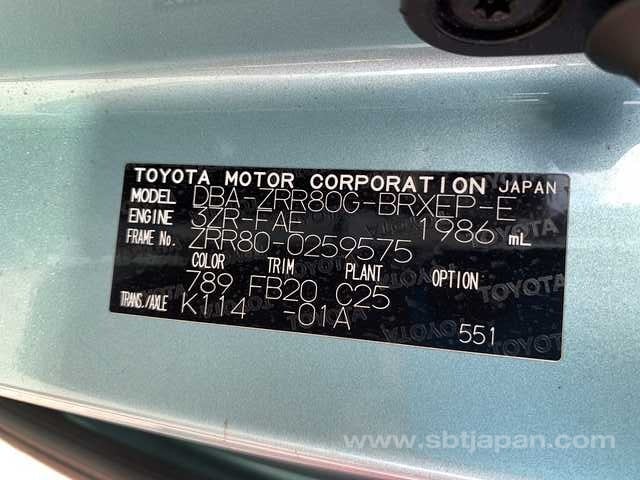 TOYOTA MOTOR CORPORATION JAPAN
MODEL DBA-ZRR80G-BRXEP-E
ENGINE 3ZR-FAE 1986 mL
FRAME No. ZRR80-0259575
COLOR TRIM PLANT OPTION
789 FB20 C25
TRANS./AXLE K114 -01A
551
www.sbtjapan.com